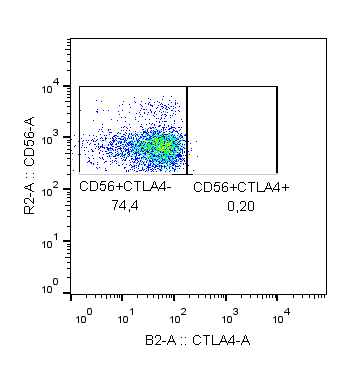 10^4
10^3
10^2
10^1
10^0
R2-A :: CD56-A
CD56+CTLA4-
74,4
CD56+CTLA4+
0,20
10^0 10^1 10^2 10^3 10^4
B2-A :: CTLA4-A